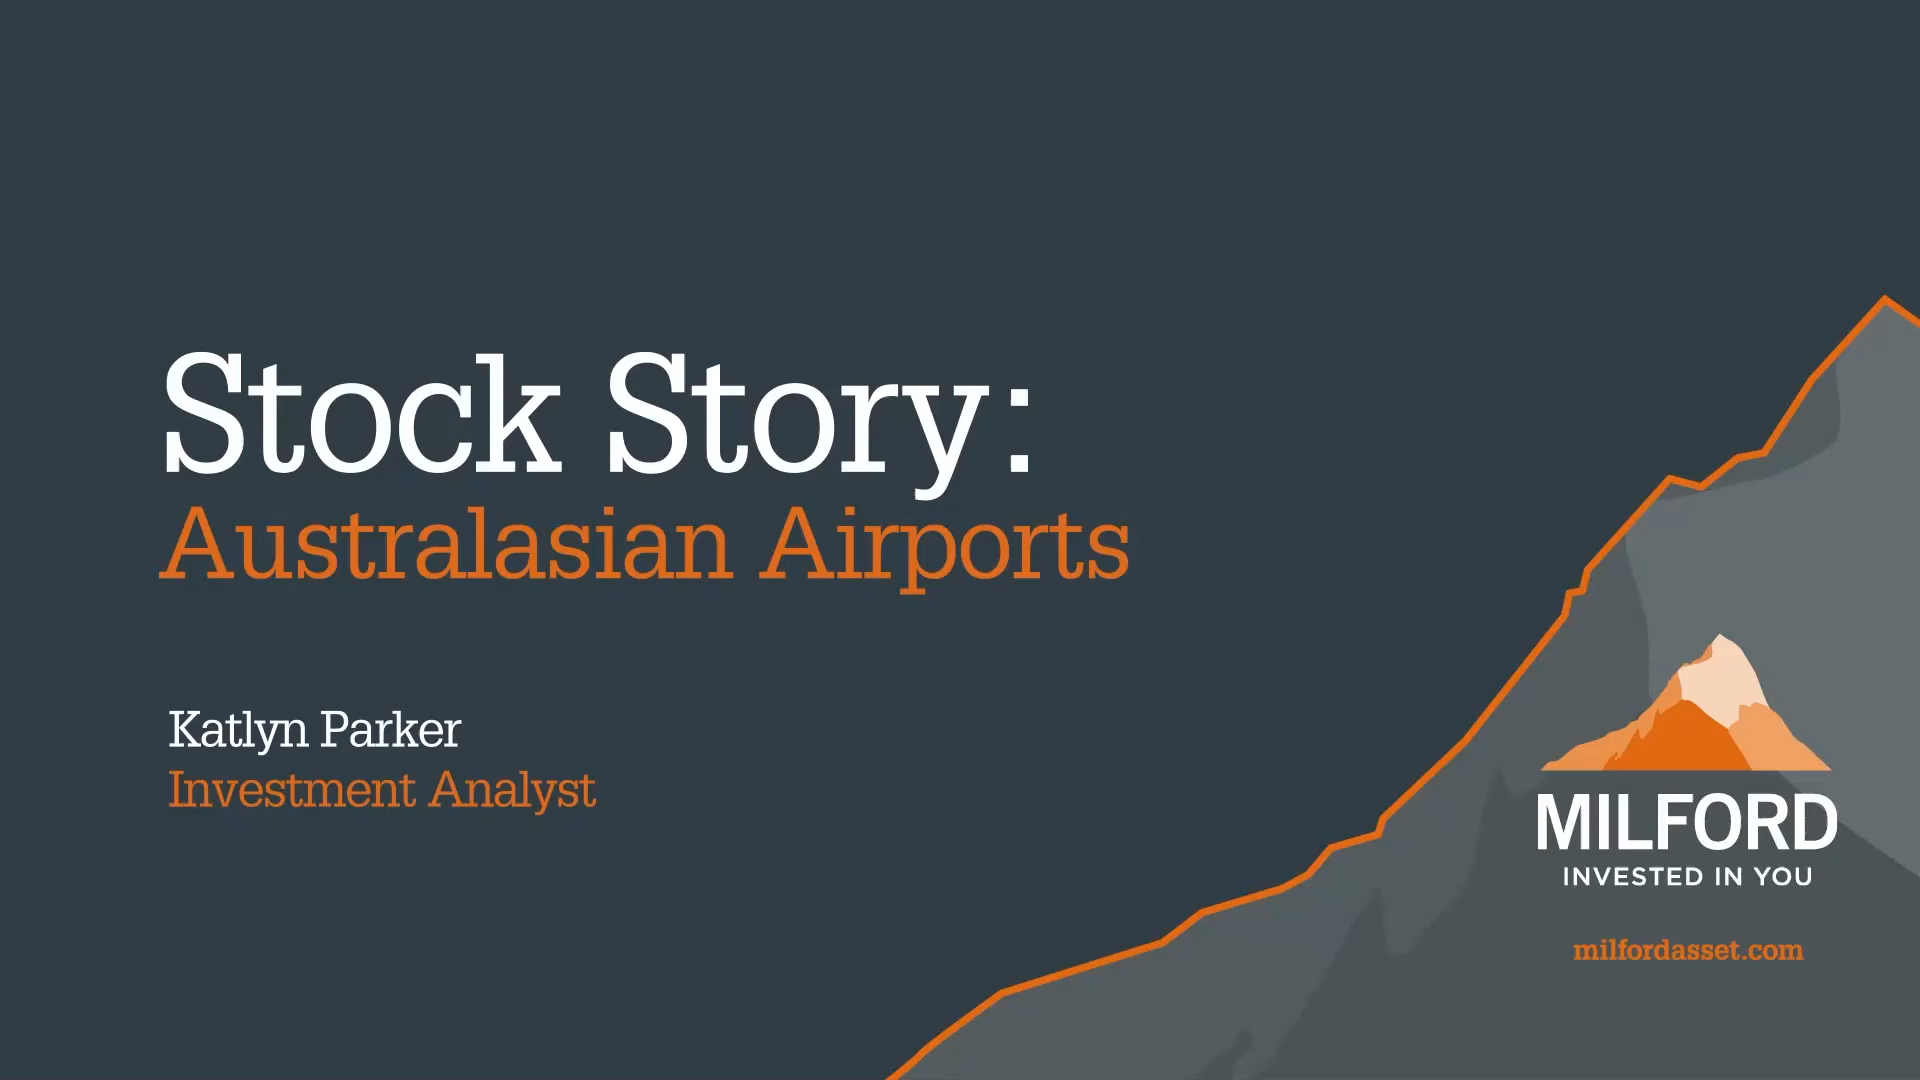 Stock Story:
Australasian Airports
Katlyn Parker
Investment Analyst
MILFORD
INVESTED IN YOU
milfordasset.com